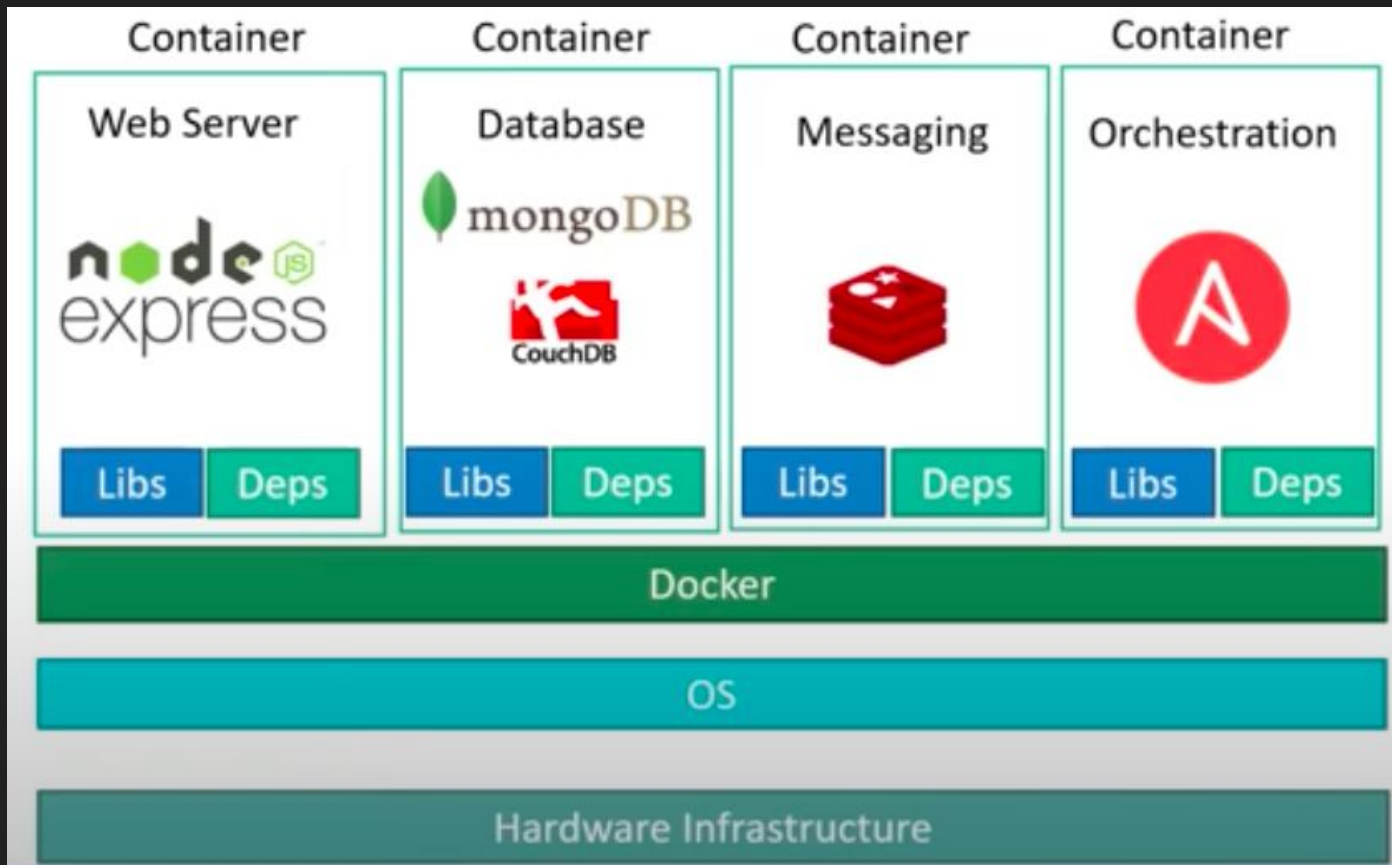 Container Container Container Container
Web Server Database Messaging Orchestration
mongoDB
node JS
express
CouchDB
Libs Deps Libs Deps Libs Deps Libs Deps
Docker
OS
Hardware Infrastructure